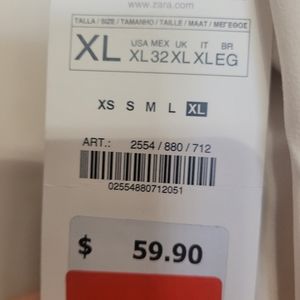 www.zara.com
TALLA / SIZE / TAMANHO / TAILLE / MAAT / ΜΕΓΕΘΟΣ
XL
USA MEX UK IT BR
XL 32 XL XL EG
XS S M L XL
ART.: 2554 / 880 / 712
02554880712051
$ 59.90